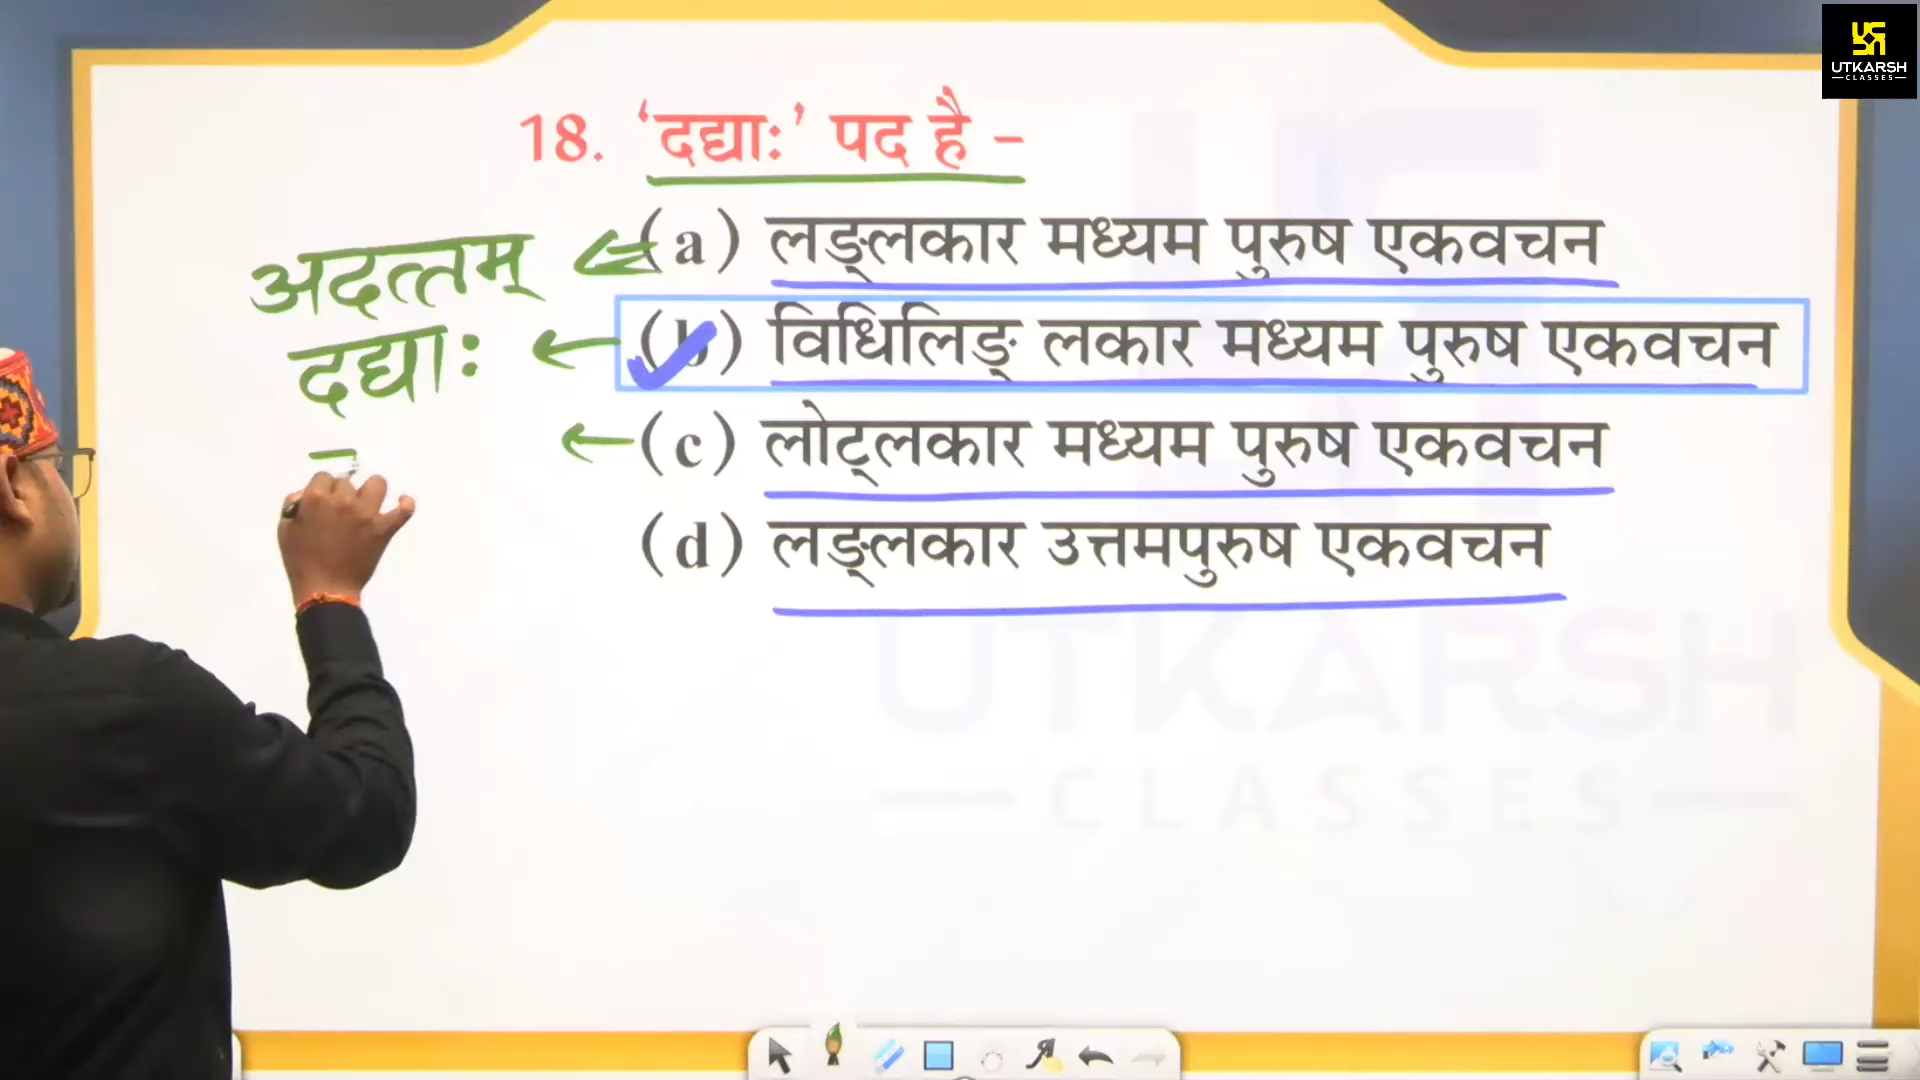 UTKARSH
CLASSES
18. ‘दद्याः’ पद है –
(a) लङ्लकार मध्यम पुरुष एकवचन
अदत्तम्
(b) विधिलिङ् लकार मध्यम पुरुष एकवचन
दद्याः
(c) लोट्लकार मध्यम पुरुष एकवचन
(d) लङ्लकार उत्तमपुरुष एकवचन
UTKARSH
CLASSES